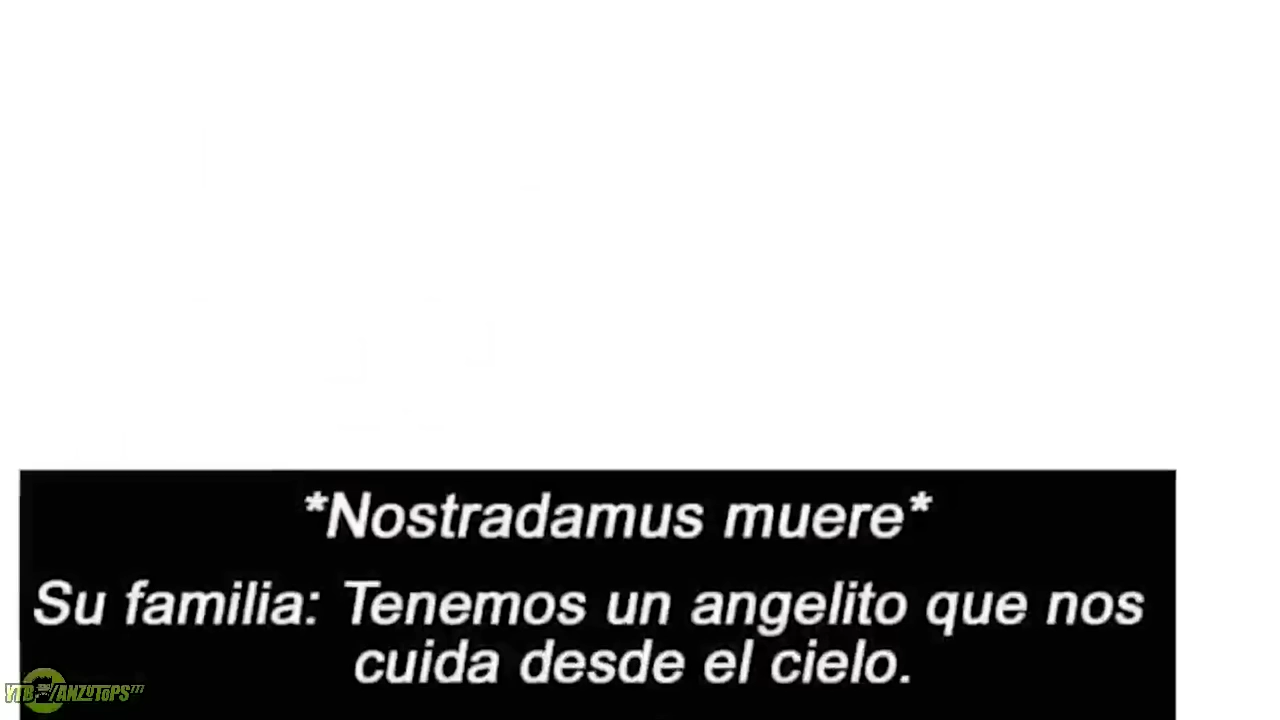 *Nostradamus muere*
Su familia: Tenemos un angelito que nos
cuida desde el cielo.